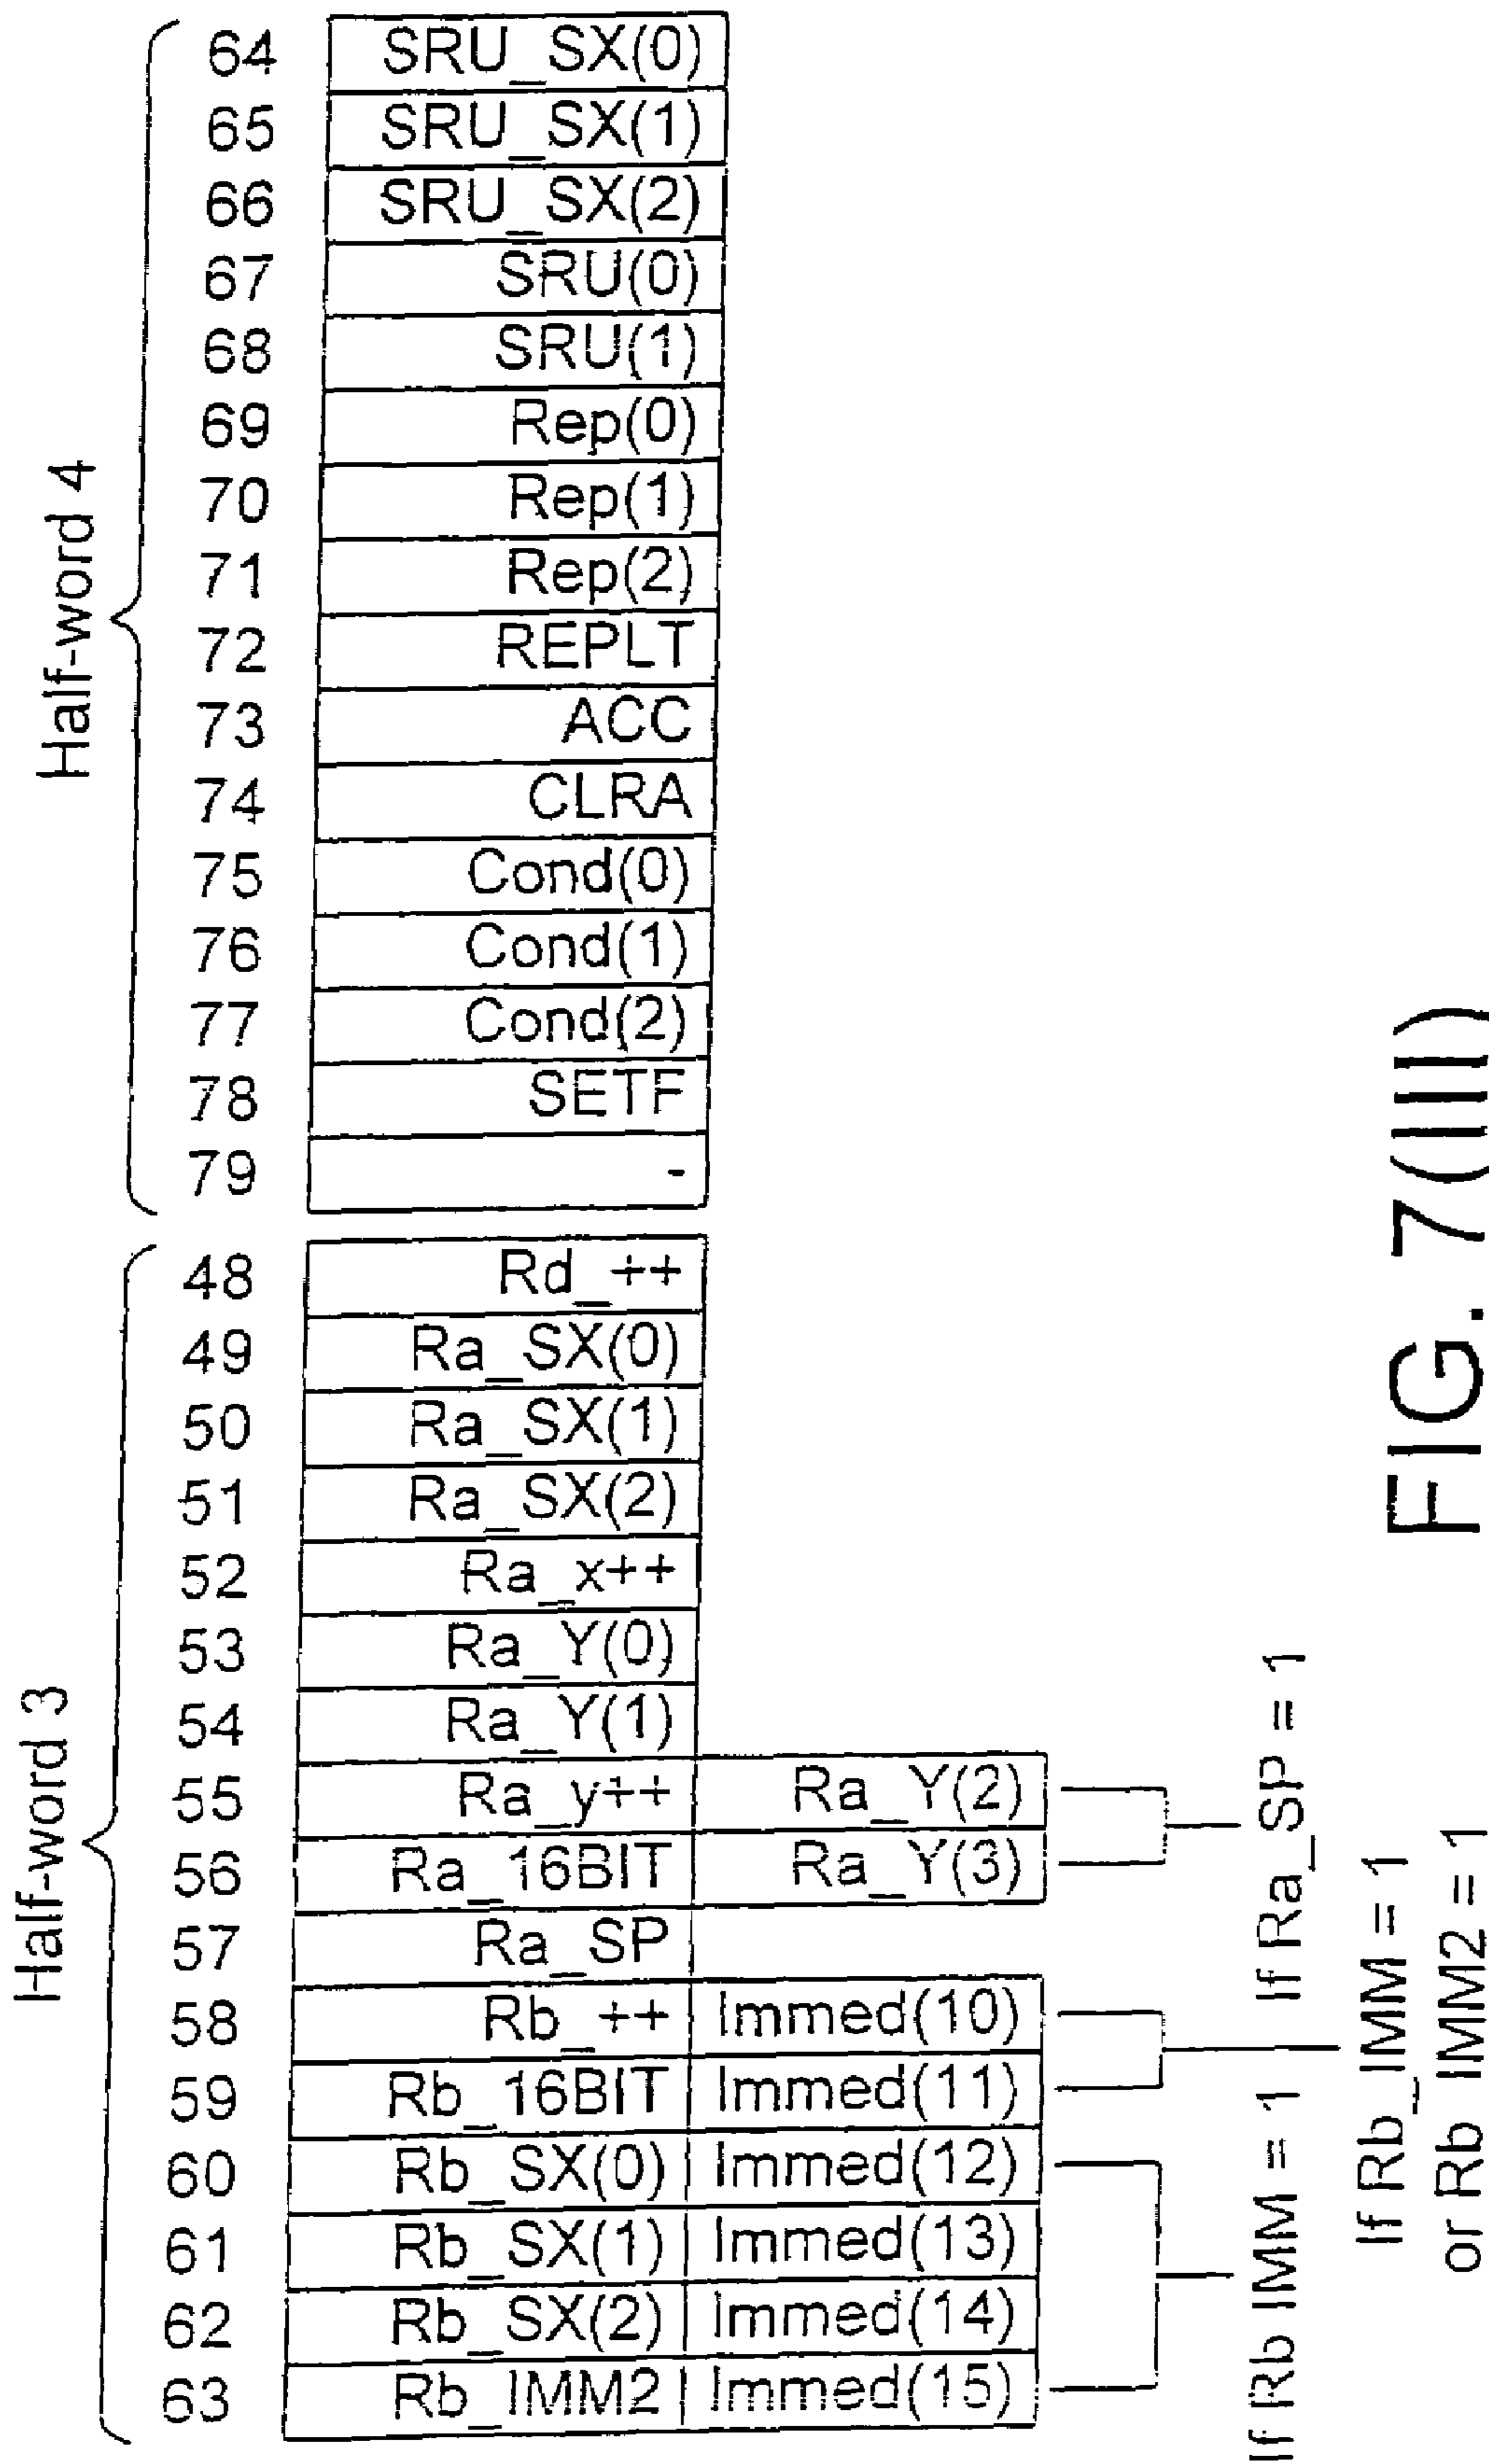 Half-word 4
64 SRU_SX(0)
65 SRU_SX(1)
66 SRU_SX(2)
67 SRU(0)
68 SRU(1)
69 Rep(0)
70 Rep(1)
71 Rep(2)
72 REPLT
73 ACC
74 CLRA
75 Cond(0)
76 Cond(1)
77 Cond(2)
78 SETF
79 -
Half-word 3
48 Rd_++
49 Ra_SX(0)
50 Ra_SX(1)
51 Ra_SX(2)
52 Ra_x++
53 Ra_Y(0)
54 Ra_Y(1)
55 Ra_y++ Ra_Y(2)
56 Ra_16BIT Ra_Y(3)
57 Ra_SP
58 Rb_++ Immed(10)
59 Rb_16BIT Immed(11)
60 Rb_SX(0) Immed(12)
61 Rb_SX(1) Immed(13)
62 Rb_SX(2) Immed(14)
63 Rb_IMM2 Immed(15)
If Ra_SP = 1
If Rb IMM = 1
If Rb_IMM = 1
or Rb IMM2 = 1
FIG. 7(III)